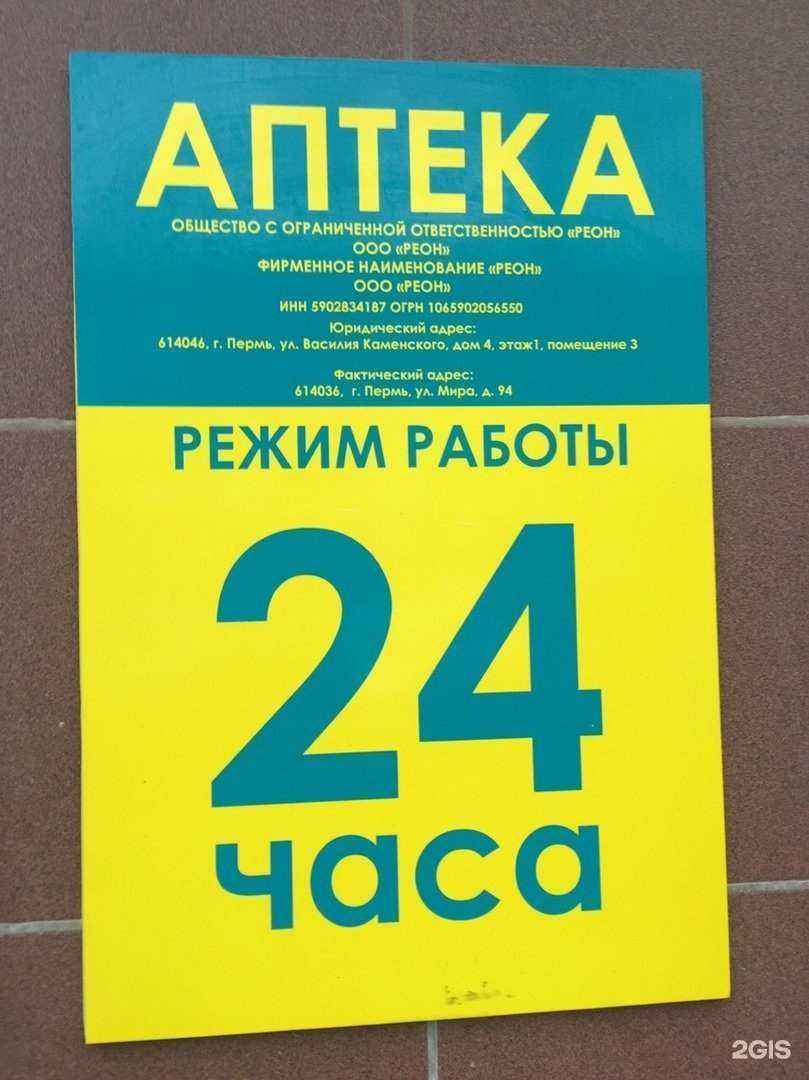 АПТЕКА
ОБЩЕСТВО С ОГРАНИЧЕННОЙ ОТВЕТСТВЕННОСТЬЮ «РЕОН»
ООО «РЕОН»
ФИРМЕННОЕ НАИМЕНОВАНИЕ «РЕОН»
ООО «РЕОН»
ИНН 5902834187 ОГРН 1065902056550
Юридический адрес:
614046, г. Пермь, ул. Василия Каменского, дом 4, этаж1, помещение 3
Фактический адрес:
614036, г. Пермь, ул. Мира, д. 94
РЕЖИМ РАБОТЫ
24
часа
2GIS